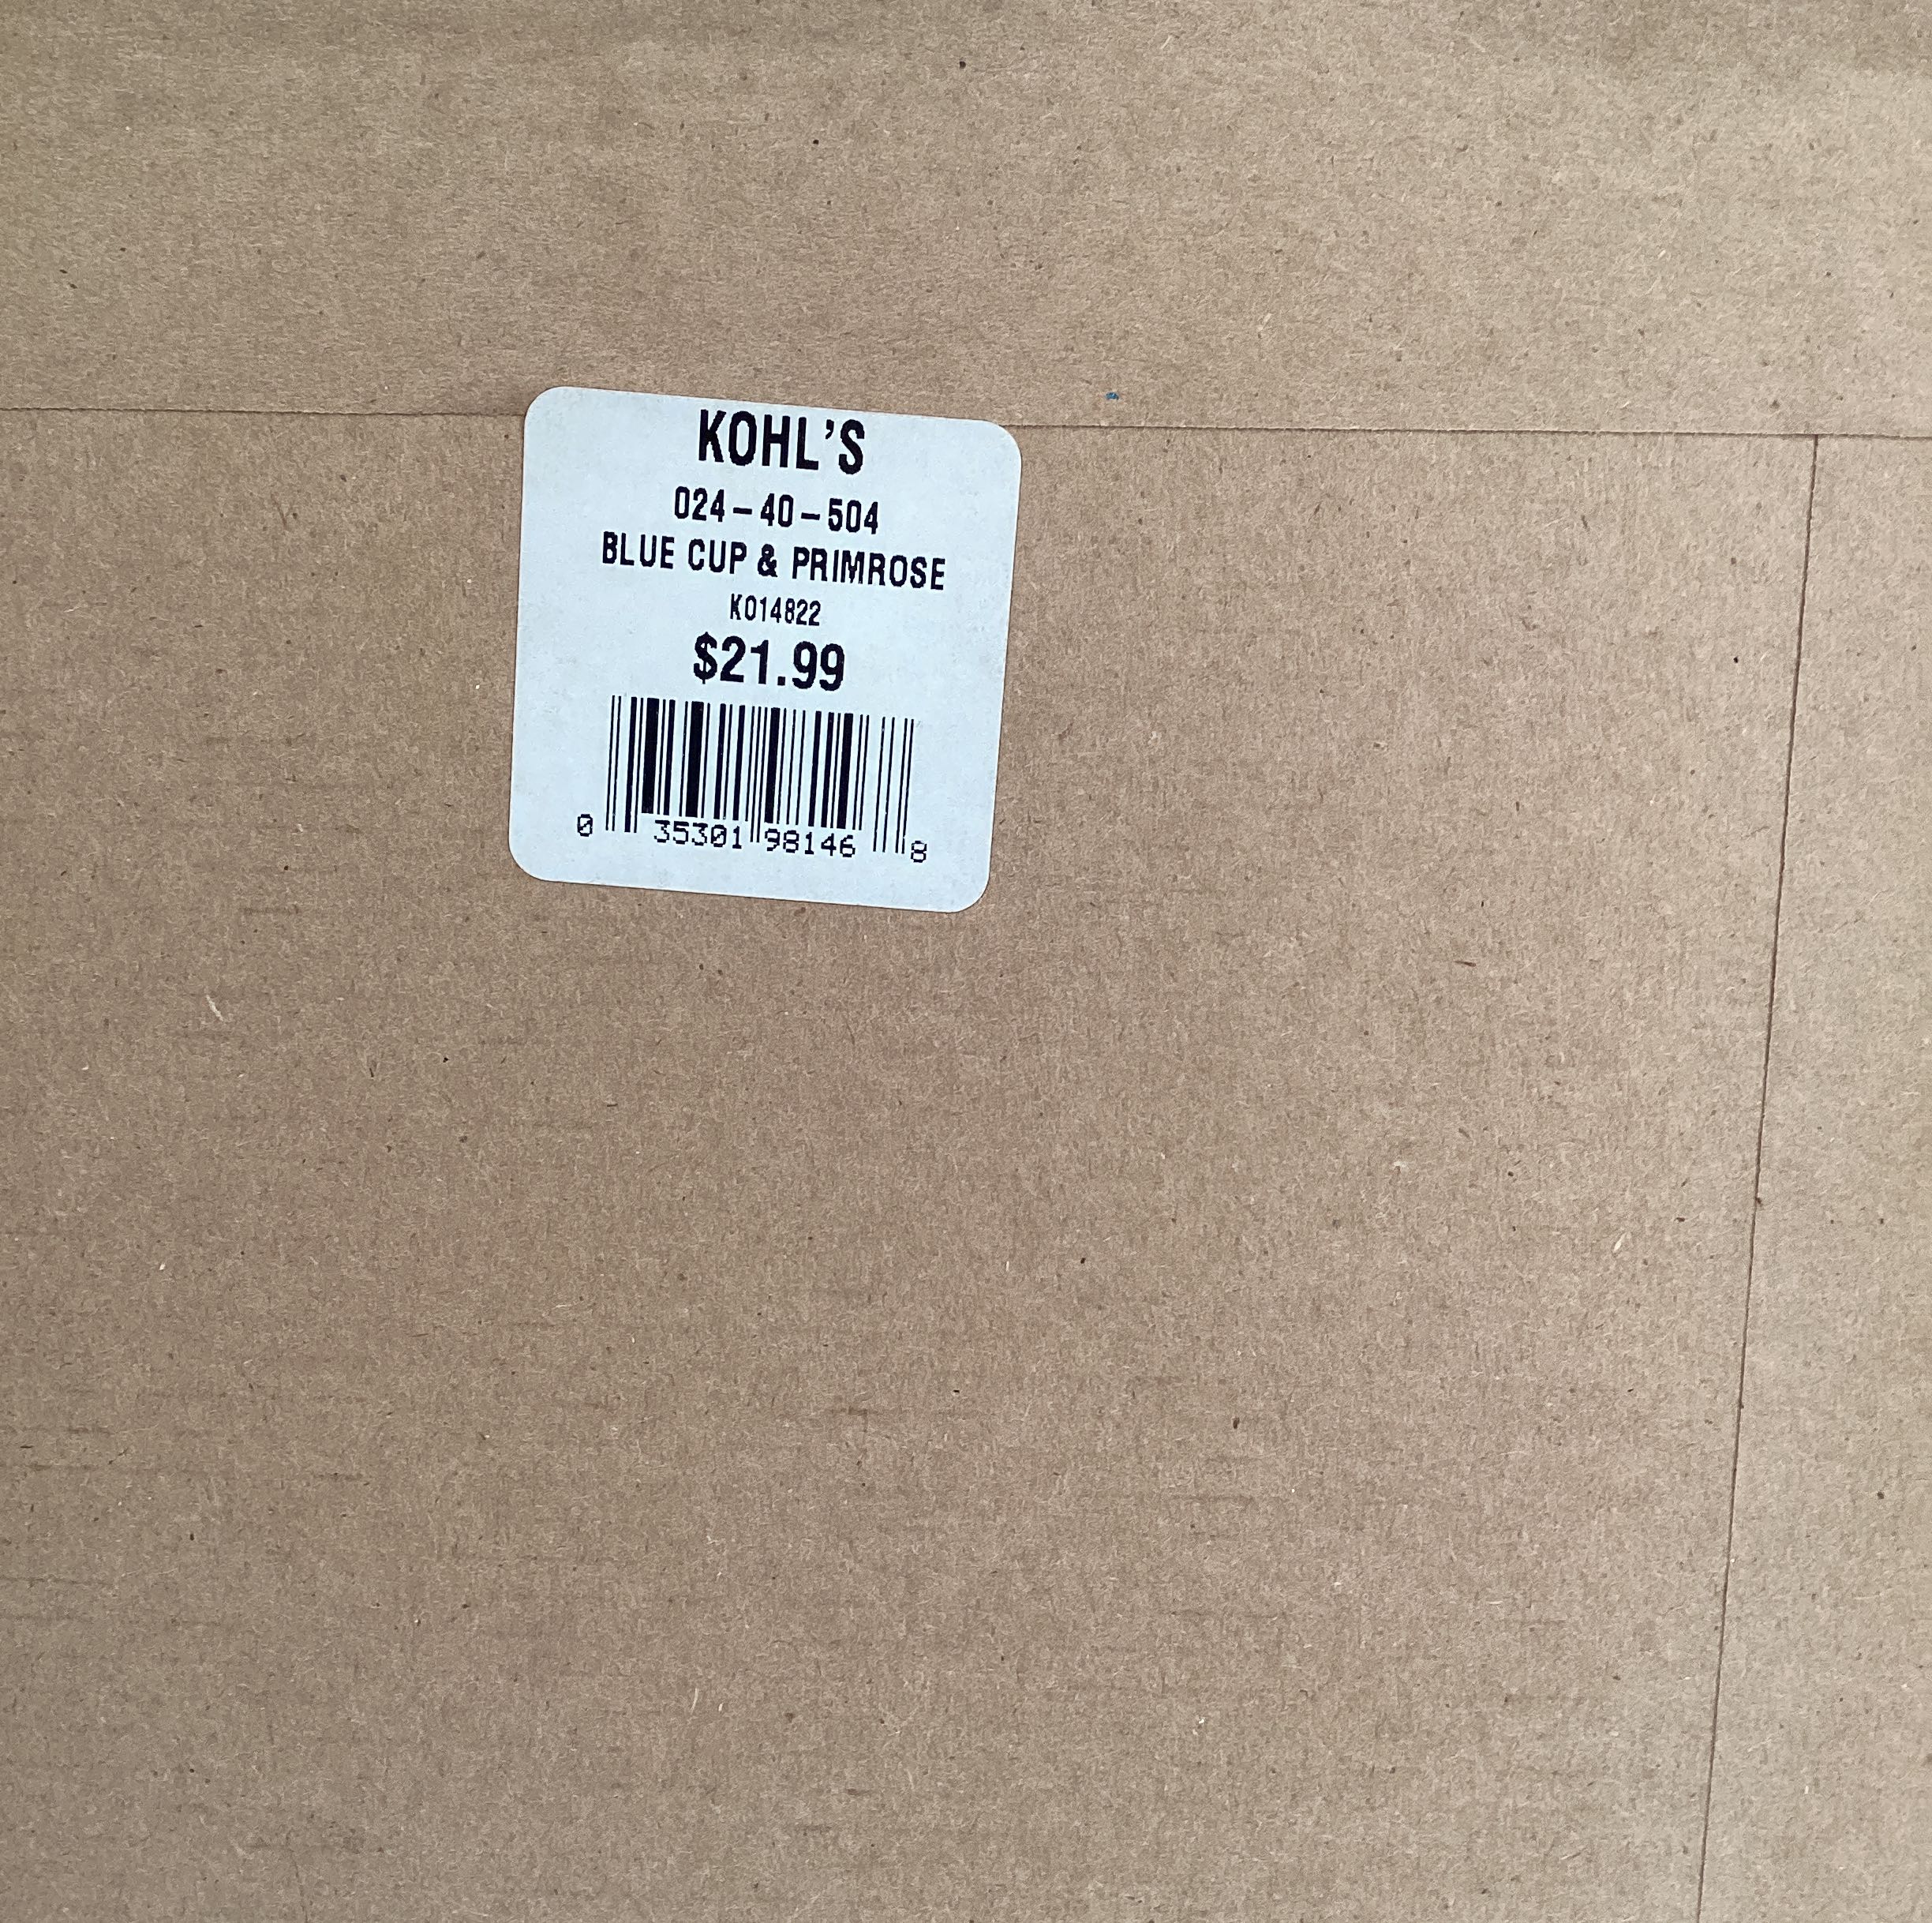 KOHL'S
024-40-504
BLUE CUP & PRIMROSE
K014822
$21.99
0 35301 98146 8